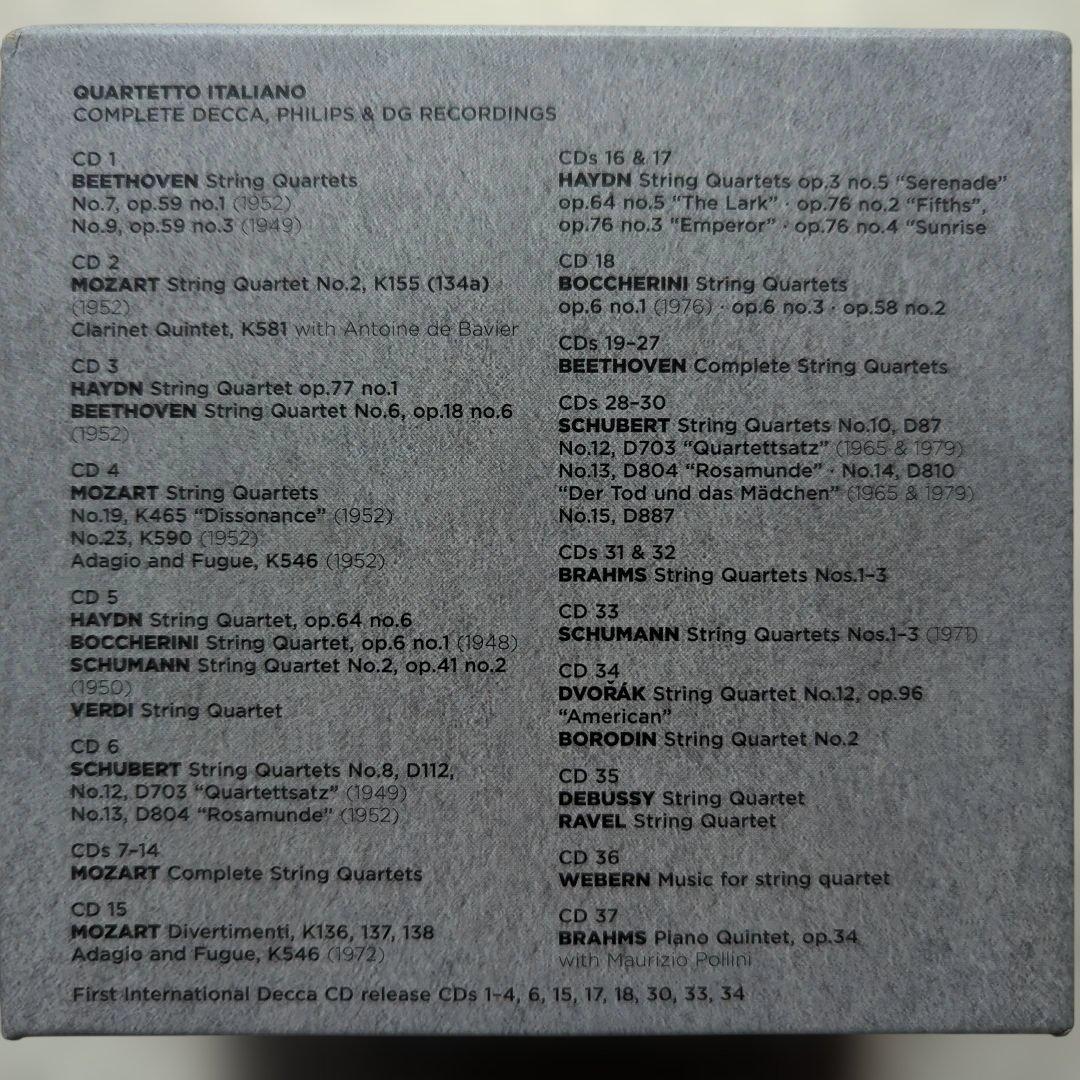 QUARTETTO ITALIANO
COMPLETE DECCA, PHILIPS & DG RECORDINGS
CD 1
BEETHOVEN String Quartets
No.7, op.59 no.1 (1952)
No.9, op.59 no.3 (1949)
CD 2
MOZART String Quartet No.2, K155 (134a)
(1952)
Clarinet Quintet, K581 with Antoine de Bavier
CD 3
HAYDN String Quartet op.77 no.1
BEETHOVEN String Quartet No.6, op.18 no.6
(1952)
CD 4
MOZART String Quartets
No.19, K465 “Dissonance” (1952)
No.23, K590 (1952)
Adagio and Fugue, K546 (1952)
CD 5
HAYDN String Quartet, op.64 no.6
BOCCHERINI String Quartet, op.6 no.1 (1948)
SCHUMANN String Quartet No.2, op.41 no.2
(1950)
VERDI String Quartet
CD 6
SCHUBERT String Quartets No.8, D112,
No.12, D703 “Quartettsatz” (1949)
No.13, D804 “Rosamunde” (1952)
CDs 7–14
MOZART Complete String Quartets
CD 15
MOZART Divertimenti, K136, 137, 138
Adagio and Fugue, K546 (1972)
CDs 16 & 17
HAYDN String Quartets op.3 no.5 “Serenade”
op.64 no.5 “The Lark” · op.76 no.2 “Fifths”,
op.76 no.3 “Emperor” · op.76 no.4 “Sunrise
CD 18
BOCCHERINI String Quartets
op.6 no.1 (1976) · op.6 no.3 · op.58 no.2
CDs 19–27
BEETHOVEN Complete String Quartets
CDs 28–30
SCHUBERT String Quartets No.10, D87
No.12, D703 “Quartettsatz” (1965 & 1979)
No.13, D804 “Rosamunde” · No.14, D810
“Der Tod und das Mädchen” (1965 & 1979)
No.15, D887
CDs 31 & 32
BRAHMS String Quartets Nos.1–3
CD 33
SCHUMANN String Quartets Nos.1–3 (1971)
CD 34
DVOŘÁK String Quartet No.12, op.96
“American”
BORODIN String Quartet No.2
CD 35
DEBUSSY String Quartet
RAVEL String Quartet
CD 36
WEBERN Music for string quartet
CD 37
BRAHMS Piano Quintet, op.34
with Maurizio Pollini
First International Decca CD release CDs 1–4, 6, 15, 17, 18, 30, 33, 34